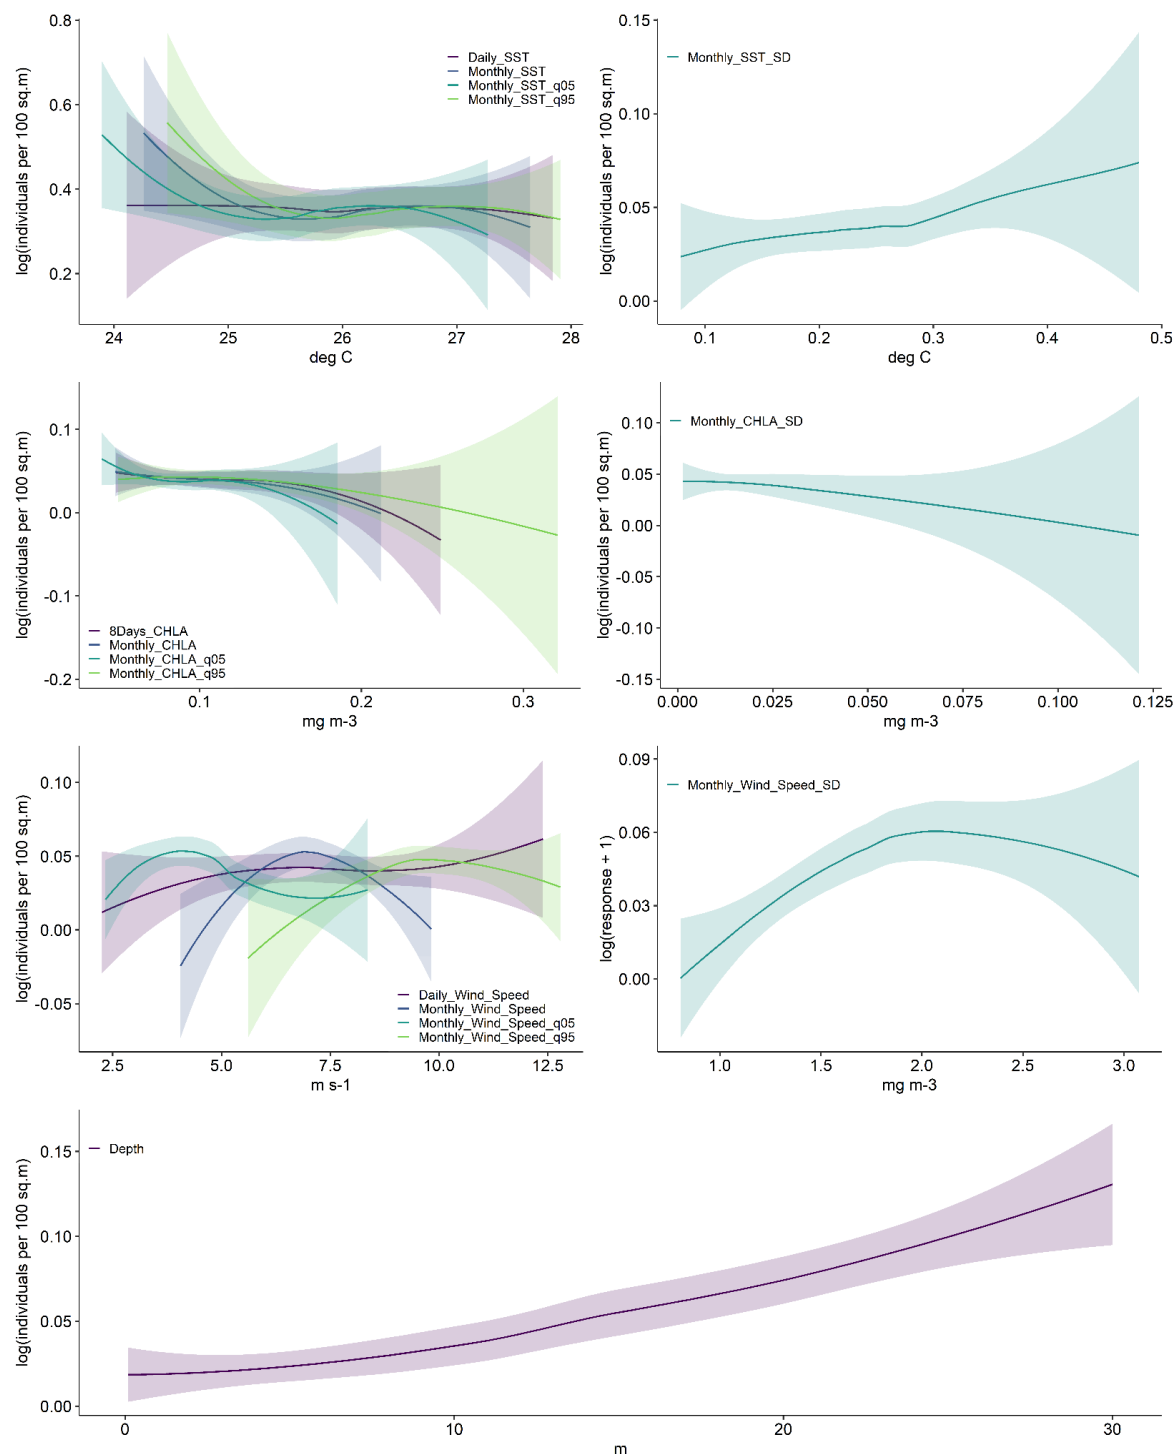 log(individuals per 100 sq.m)
0.8
0.6
0.4
0.2
Daily_SST
Monthly_SST
Monthly_SST_q05
Monthly_SST_q95
24 25 26 27 28
deg C
log(individuals per 100 sq.m)
0.15
0.10
0.05
0.00
Monthly_SST_SD
0.1 0.2 0.3 0.4 0.5
deg C
log(individuals per 100 sq.m)
0.1
0.0
-0.1
-0.2
8Days_CHLA
Monthly_CHLA
Monthly_CHLA_q05
Monthly_CHLA_q95
0.1 0.2 0.3
mg m-3
log(individuals per 100 sq.m)
0.10
0.05
0.00
-0.05
-0.10
-0.15
Monthly_CHLA_SD
0.000 0.025 0.050 0.075 0.100 0.125
mg m-3
log(individuals per 100 sq.m)
0.10
0.05
0.00
-0.05
Daily_Wind_Speed
Monthly_Wind_Speed
Monthly_Wind_Speed_q05
Monthly_Wind_Speed_q95
2.5 5.0 7.5 10.0 12.5
m s-1
log(response + 1)
0.09
0.06
0.03
0.00
Monthly_Wind_Speed_SD
1.0 1.5 2.0 2.5 3.0
mg m-3
log(individuals per 100 sq.m)
0.15
0.10
0.05
0.00
Depth
0 10 20 30
m